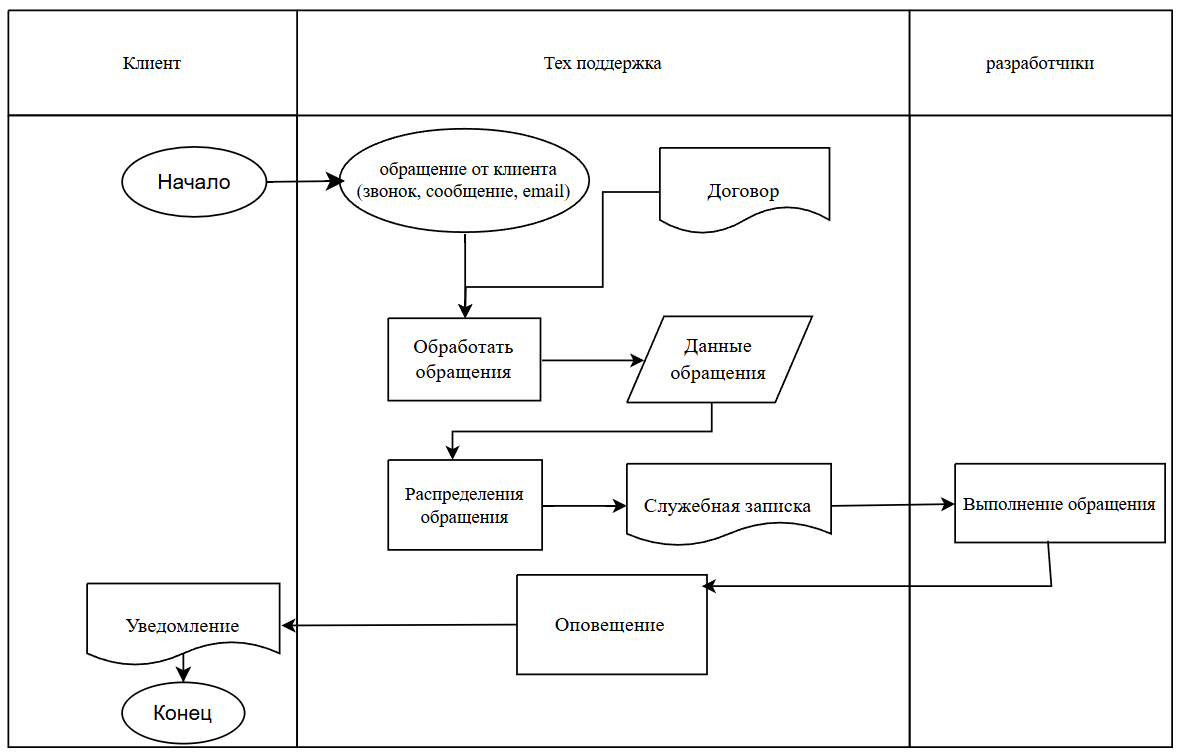 Клиент
Тех поддержка
разработчики
Начало
обращение от клиента
(звонок, сообщение, email)
Договор
Обработать
обращения
Данные
обращения
Распределения
обращения
Служебная записка
Выполнение обращения
Уведомление
Оповещение
Конец